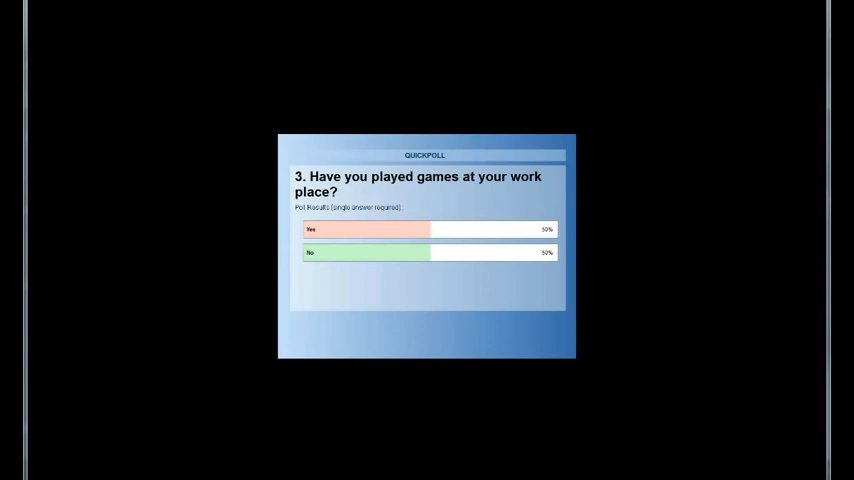 QUICKPOLL
3. Have you played games at your work
place?
Poll Results (single answer required):
Yes 50%
No 50%